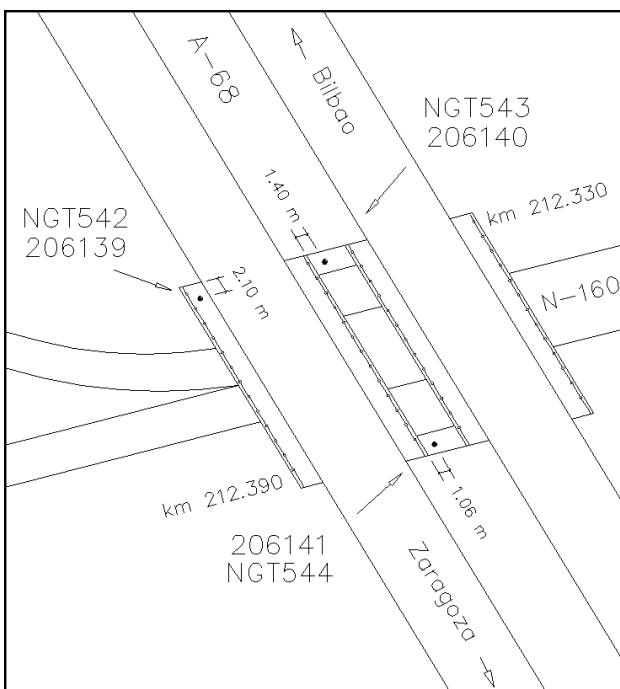 A-68
Bilbao
NGT543
206140
1.40 m
km 212.330
NGT542
206139
2.10 m
N-160
km 212.390
1.06 m
206141
NGT544
Zaragoza